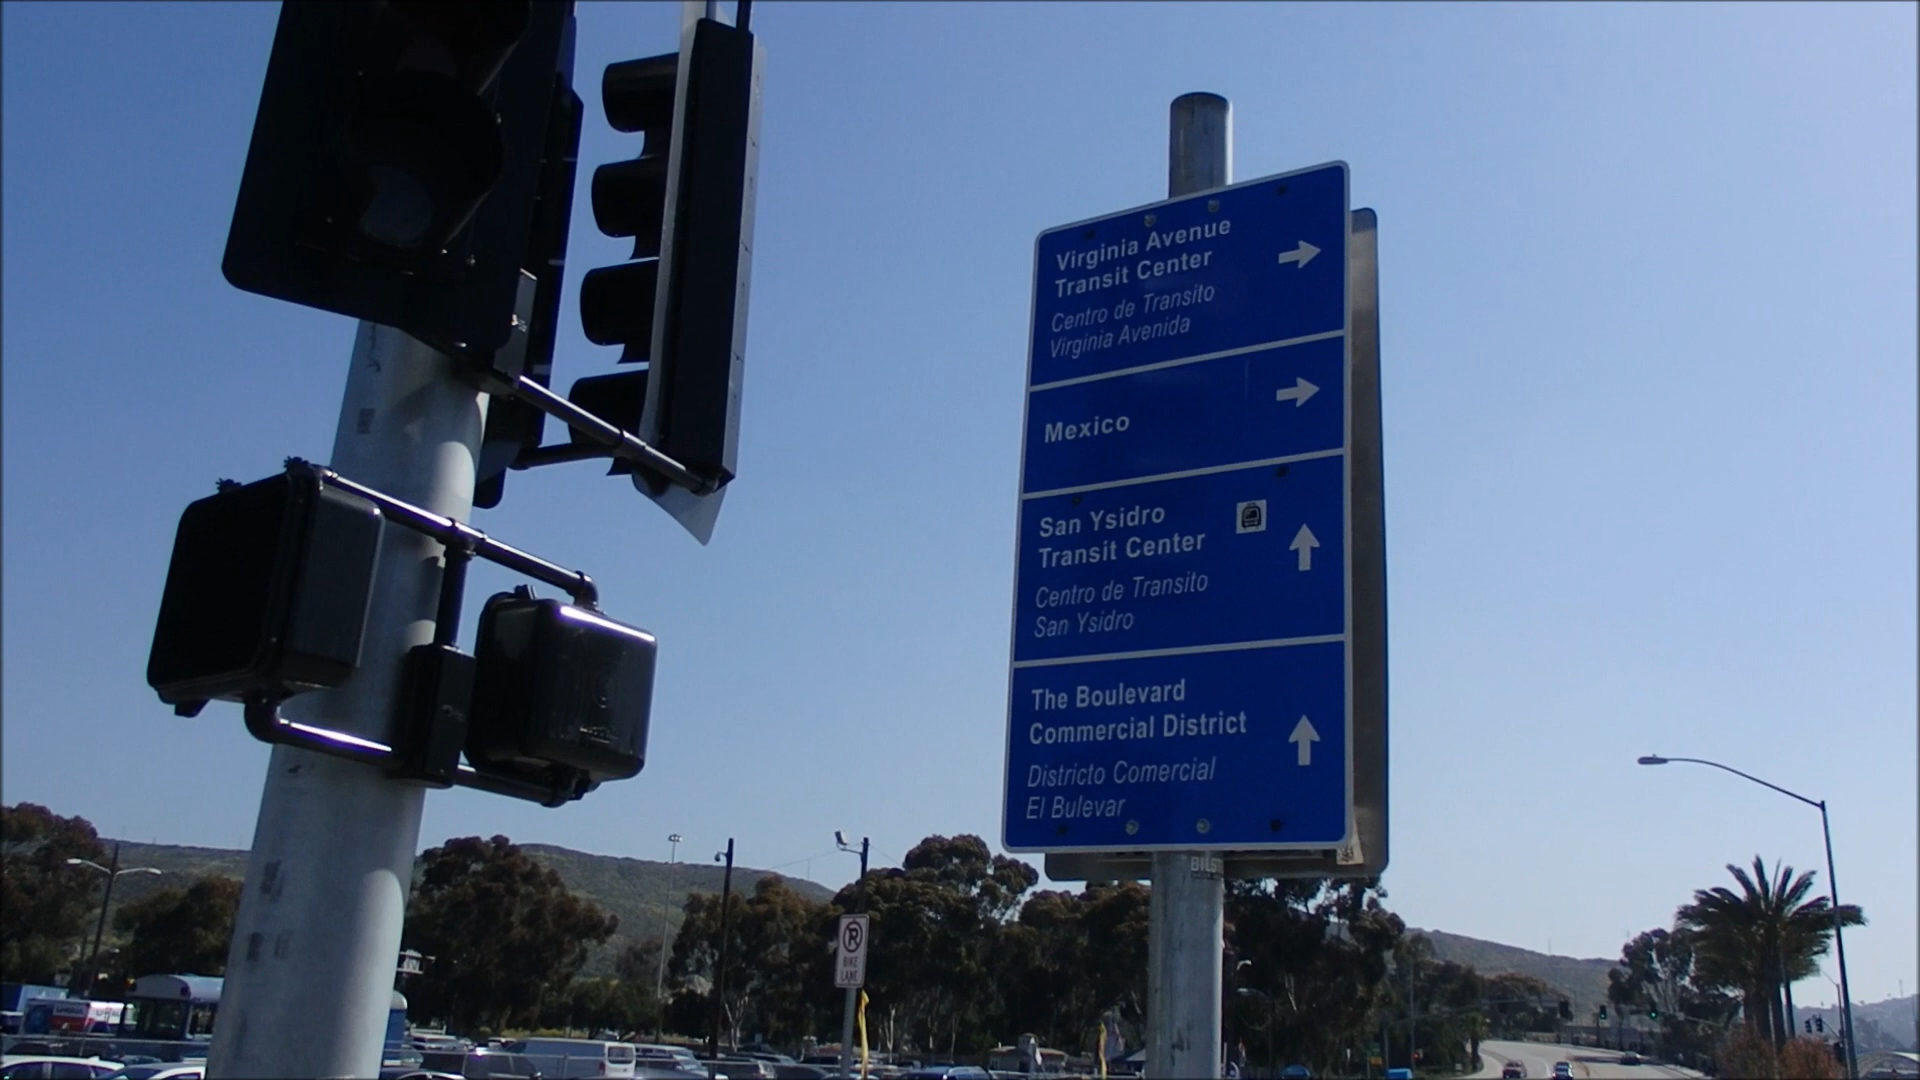 Virginia Avenue
Transit Center
Centro de Transito
Virginia Avenida
Mexico
San Ysidro
Transit Center
Centro de Transito
San Ysidro
The Boulevard
Commercial District
Districto Comercial
El Bulevar
P
BIKE
LANE